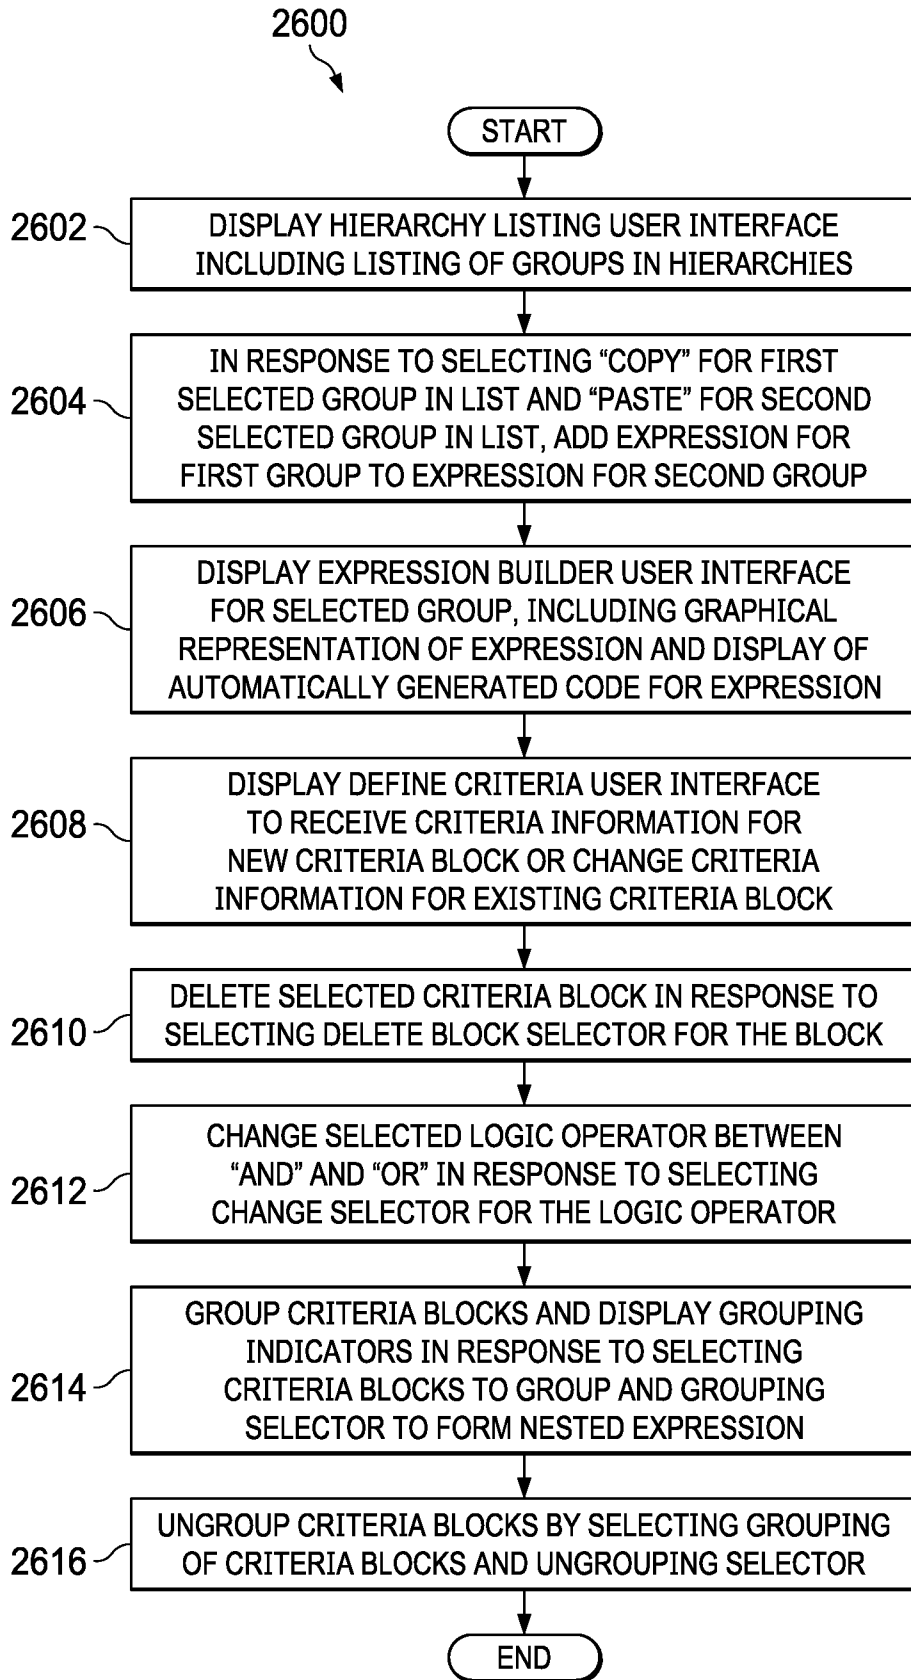 2600
START
2602
DISPLAY HIERARCHY LISTING USER INTERFACE
INCLUDING LISTING OF GROUPS IN HIERARCHIES
2604
IN RESPONSE TO SELECTING “COPY” FOR FIRST
SELECTED GROUP IN LIST AND “PASTE” FOR SECOND
SELECTED GROUP IN LIST, ADD EXPRESSION FOR
FIRST GROUP TO EXPRESSION FOR SECOND GROUP
2606
DISPLAY EXPRESSION BUILDER USER INTERFACE
FOR SELECTED GROUP, INCLUDING GRAPHICAL
REPRESENTATION OF EXPRESSION AND DISPLAY OF
AUTOMATICALLY GENERATED CODE FOR EXPRESSION
2608
DISPLAY DEFINE CRITERIA USER INTERFACE
TO RECEIVE CRITERIA INFORMATION FOR
NEW CRITERIA BLOCK OR CHANGE CRITERIA
INFORMATION FOR EXISTING CRITERIA BLOCK
2610
DELETE SELECTED CRITERIA BLOCK IN RESPONSE TO
SELECTING DELETE BLOCK SELECTOR FOR THE BLOCK
2612
CHANGE SELECTED LOGIC OPERATOR BETWEEN
“AND” AND “OR” IN RESPONSE TO SELECTING
CHANGE SELECTOR FOR THE LOGIC OPERATOR
2614
GROUP CRITERIA BLOCKS AND DISPLAY GROUPING
INDICATORS IN RESPONSE TO SELECTING
CRITERIA BLOCKS TO GROUP AND GROUPING
SELECTOR TO FORM NESTED EXPRESSION
2616
UNGROUP CRITERIA BLOCKS BY SELECTING GROUPING
OF CRITERIA BLOCKS AND UNGROUPING SELECTOR
END